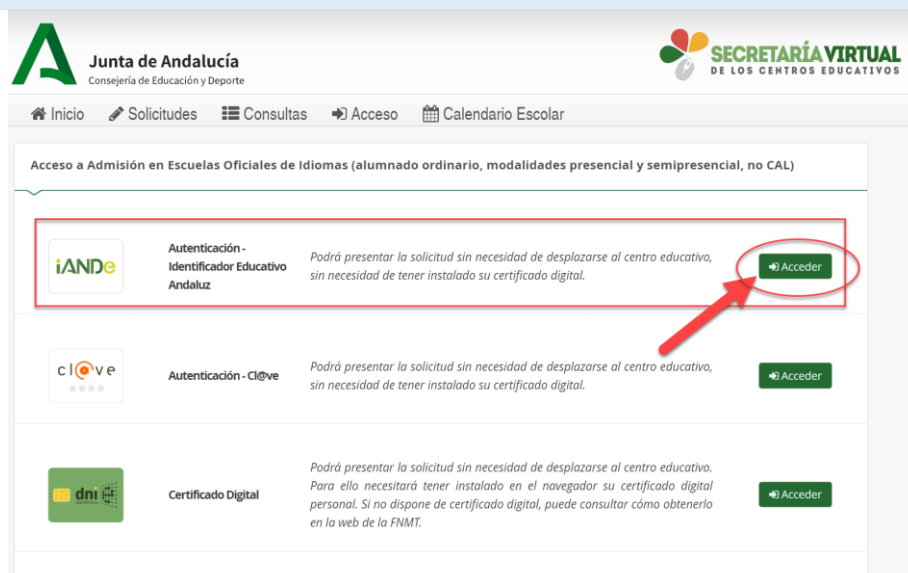 Junta de Andalucía
Consejería de Educación y Deporte
SECRETARÍA VIRTUAL
DE LOS CENTROS EDUCATIVOS
Inicio Solicitudes Consultas Acceso Calendario Escolar
Acceso a Admisión en Escuelas Oficiales de Idiomas (alumnado ordinario, modalidades presencial y semipresencial, no CAL)
iANDe
Autenticación -
Identificador Educativo
Andaluz
Podrá presentar la solicitud sin necesidad de desplazarse al centro educativo,
sin necesidad de tener instalado su certificado digital.
Acceder
cl@ve
Autenticación - Cl@ve
Podrá presentar la solicitud sin necesidad de desplazarse al centro educativo,
sin necesidad de tener instalado su certificado digital.
Acceder
dni
Certificado Digital
Podrá presentar la solicitud sin necesidad de desplazarse al centro educativo.
Para ello necesitará tener instalado en el navegador su certificado digital
personal. Si no dispone de certificado digital, puede consultar cómo obtenerlo
en la web de la FNMT.
Acceder